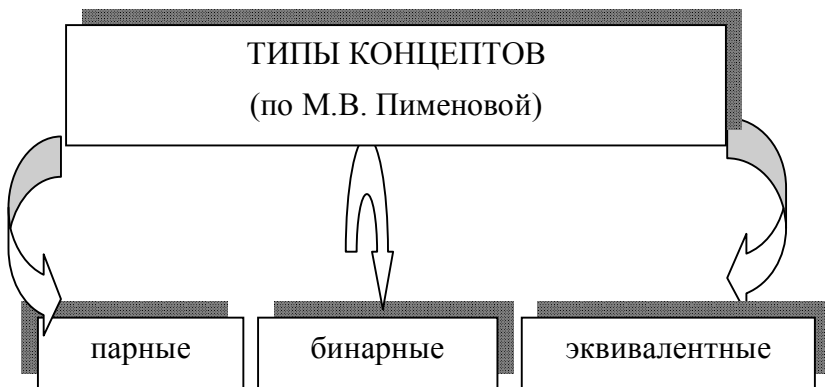 ТИПЫ КОНЦЕПТОВ
(по М.В. Пименовой)
парные
бинарные
эквивалентные